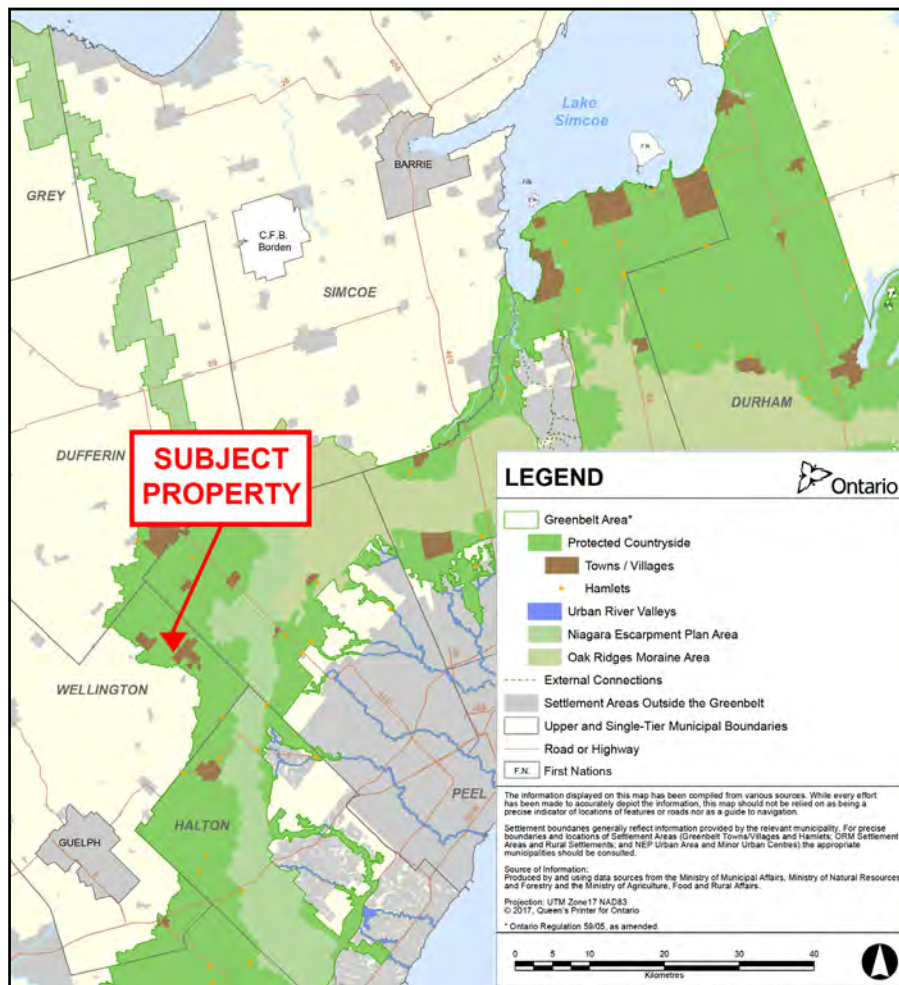 GREY
BARRIE
Lake
Simcoe
F.N.
F.N.
C.F.B.
Borden
SIMCOE
400
11
26
89
400
DURHAM
DUFFERIN
SUBJECT
PROPERTY
WELLINGTON
GUELPH
HALTON
PEEL
LEGEND
Ontario
Greenbelt Area*
Protected Countryside
Towns / Villages
Hamlets
Urban River Valleys
Niagara Escarpment Plan Area
Oak Ridges Moraine Area
External Connections
Settlement Areas Outside the Greenbelt
Upper and Single-Tier Municipal Boundaries
Road or Highway
F.N. First Nations
The information displayed on this map has been compiled from various sources. While every effort
has been made to accurately depict the information, this map should not be relied on as being a
precise indicator of locations of features or roads nor as a guide to navigation.
Settlement boundaries generally reflect information provided by the relevant municipality. For precise
boundaries and locations of Settlement Areas (Greenbelt Towns/Villages and Hamlets; ORM Settlement
Areas and Rural Settlements; and NEP Urban Area and Minor Urban Centres) the appropriate
municipalities should be consulted.
Source of Information:
Produced by and using data sources from the Ministry of Municipal Affairs, Ministry of Natural Resources
and Forestry and the Ministry of Agriculture, Food and Rural Affairs.
Projection: UTM Zone17 NAD83
© 2017, Queen's Printer for Ontario
* Ontario Regulation 59/05, as amended.
0 10 20 30 40
Kilometres